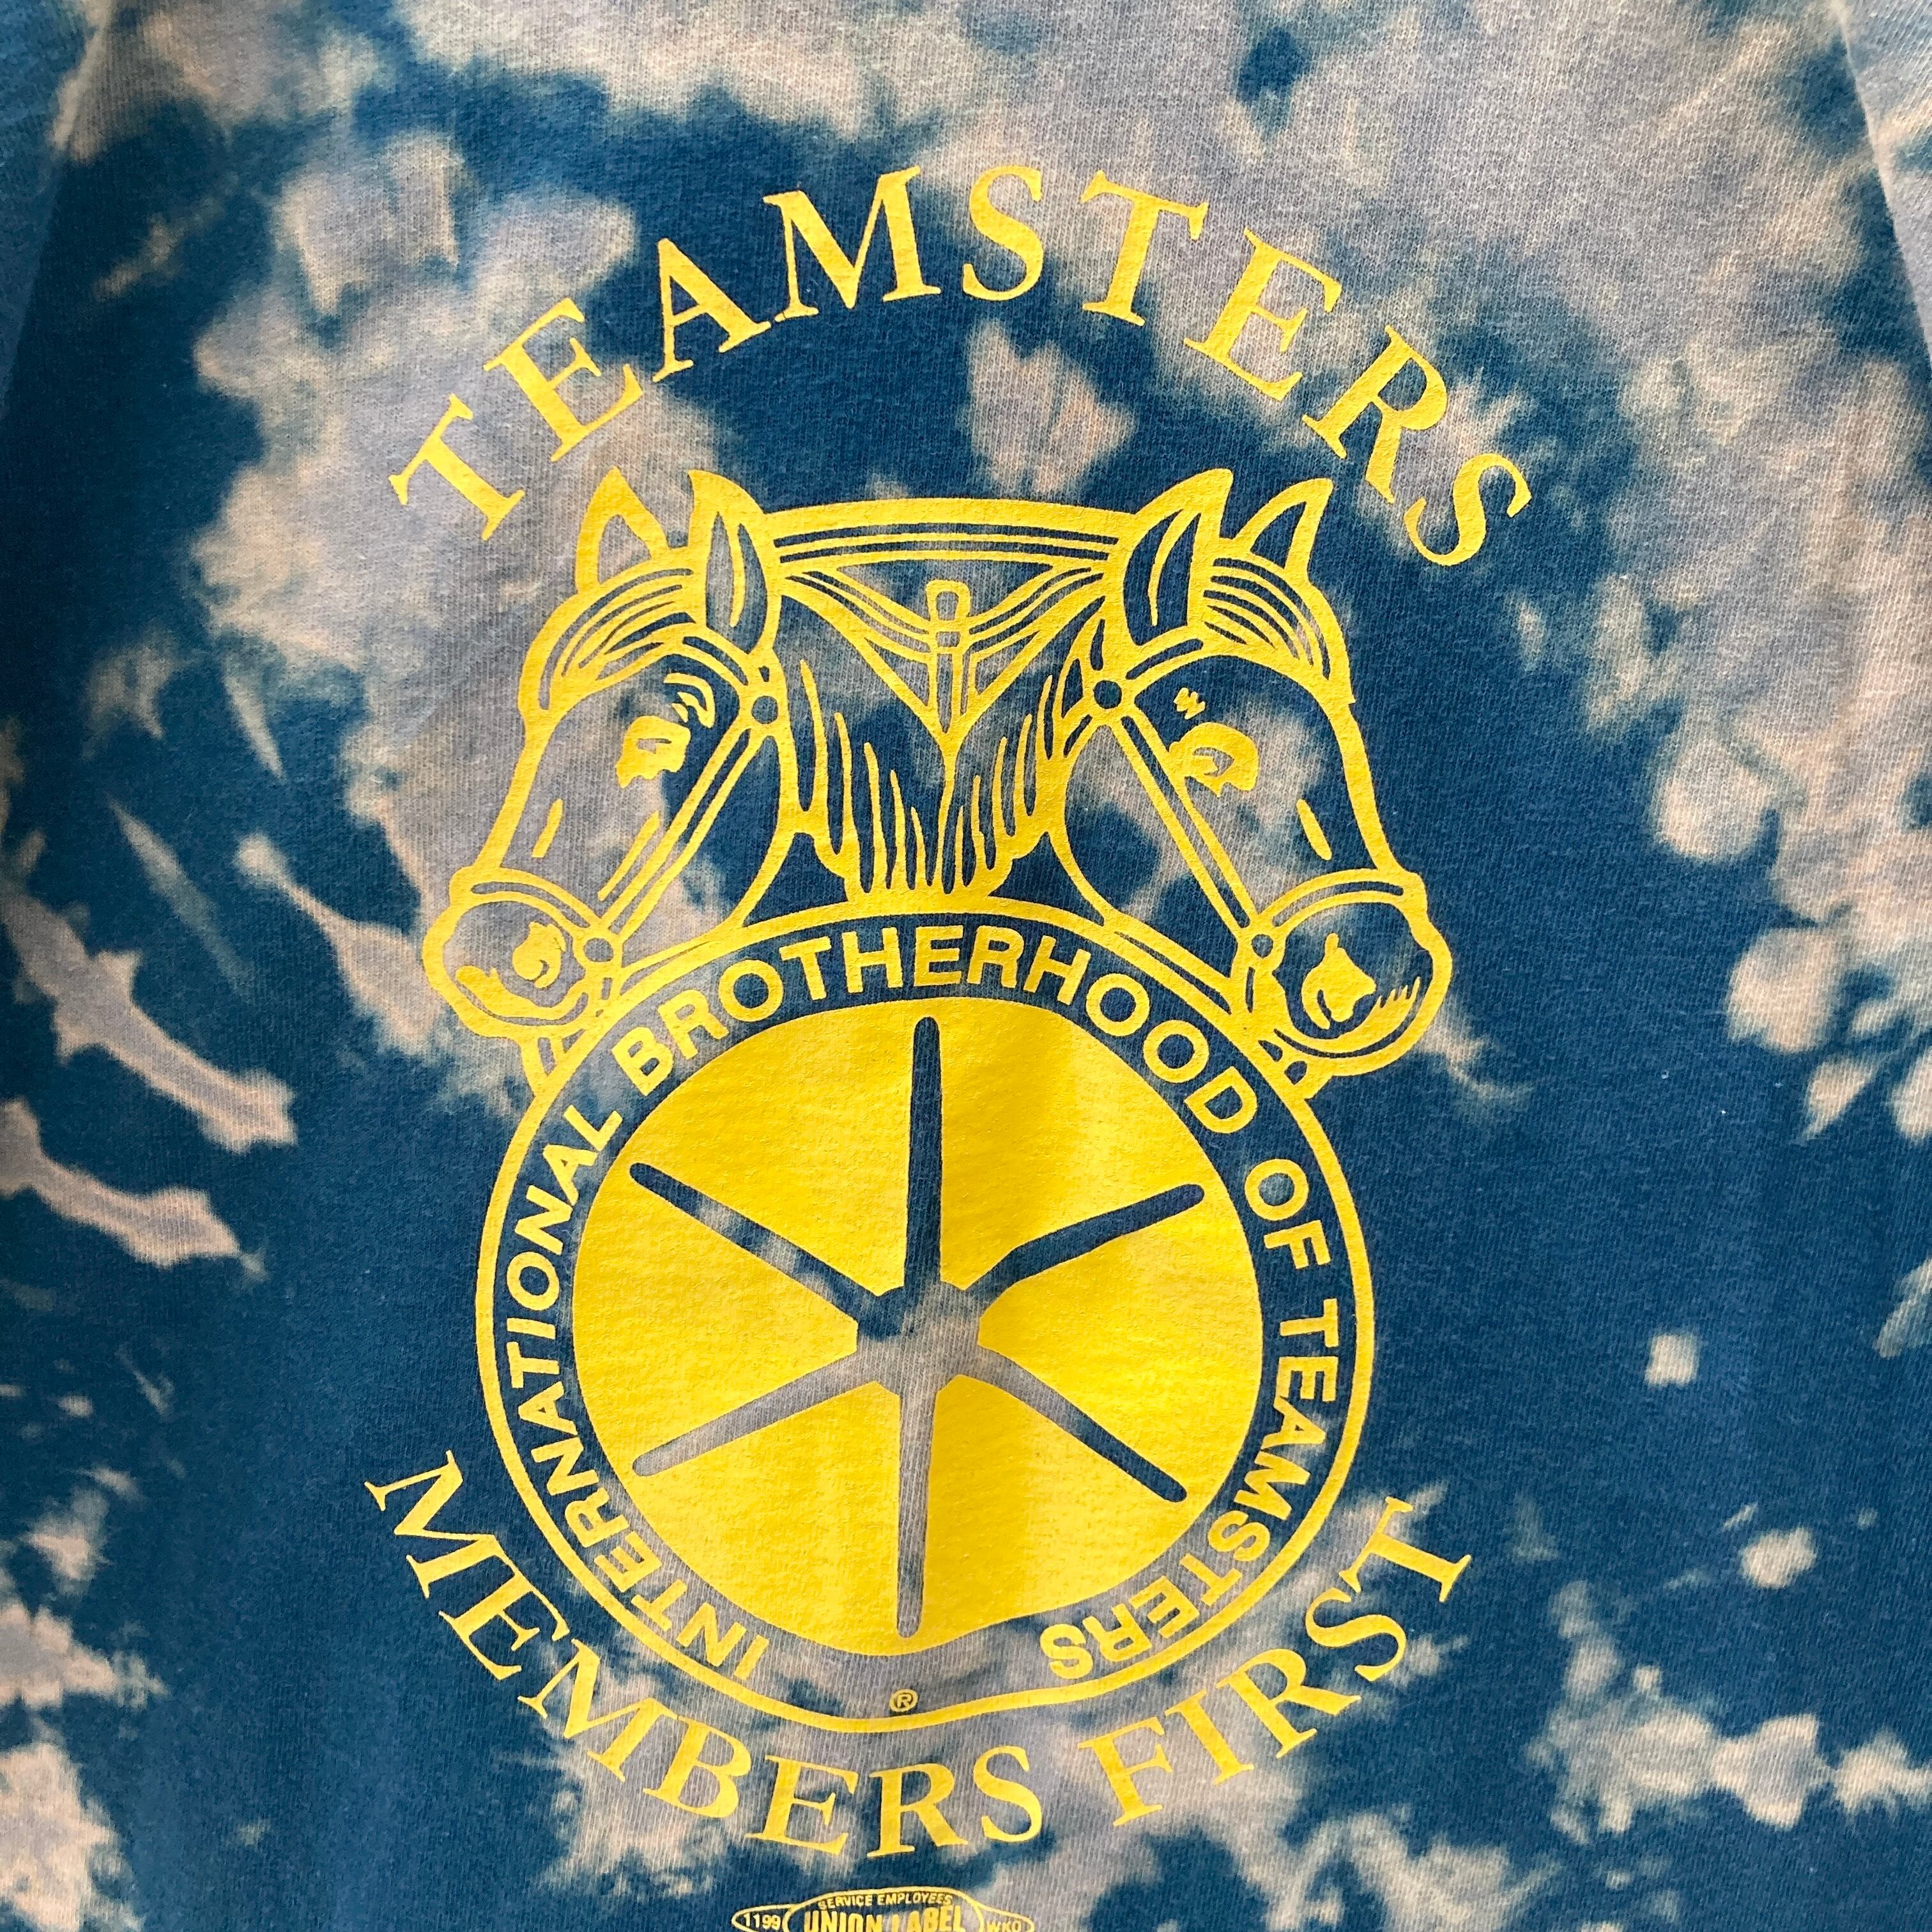 TEAMSTERS
INTERNATIONAL BROTHERHOOD OF TEAMSTERS
®
MEMBERS FIRST
SERVICE EMPLOYEES
1199 UNION LABEL WKO